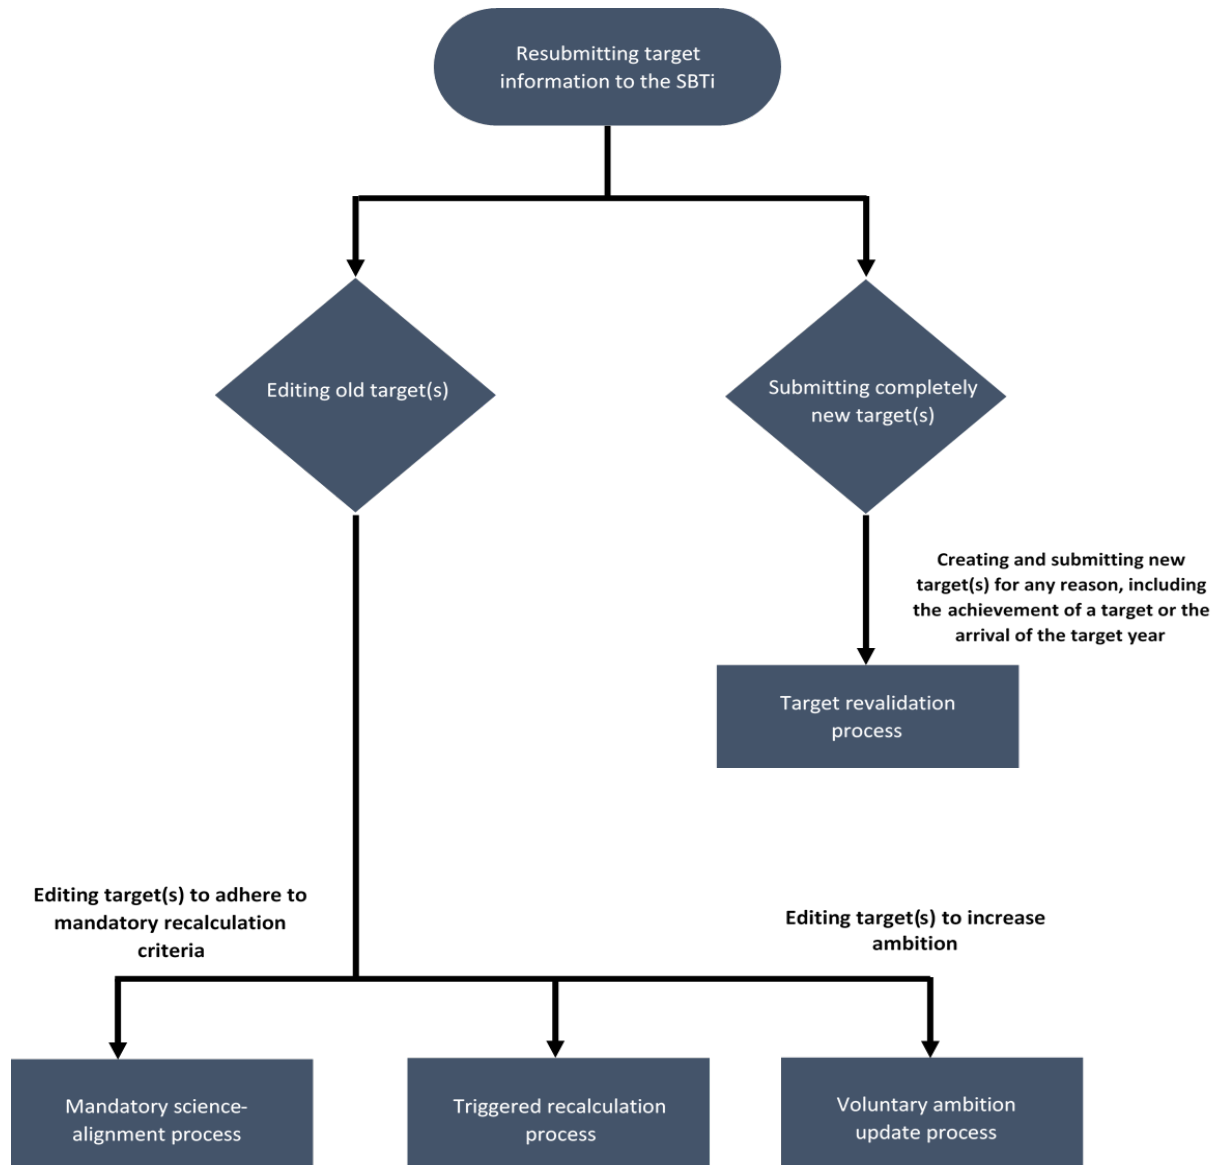 Resubmitting target
information to the SBTi
Editing old target(s)
Submitting completely
new target(s)
Creating and submitting new
target(s) for any reason, including
the achievement of a target or the
arrival of the target year
Target revalidation
process
Editing target(s) to adhere to
mandatory recalculation
criteria
Editing target(s) to increase
ambition
Mandatory science-
alignment process
Triggered recalculation
process
Voluntary ambition
update process